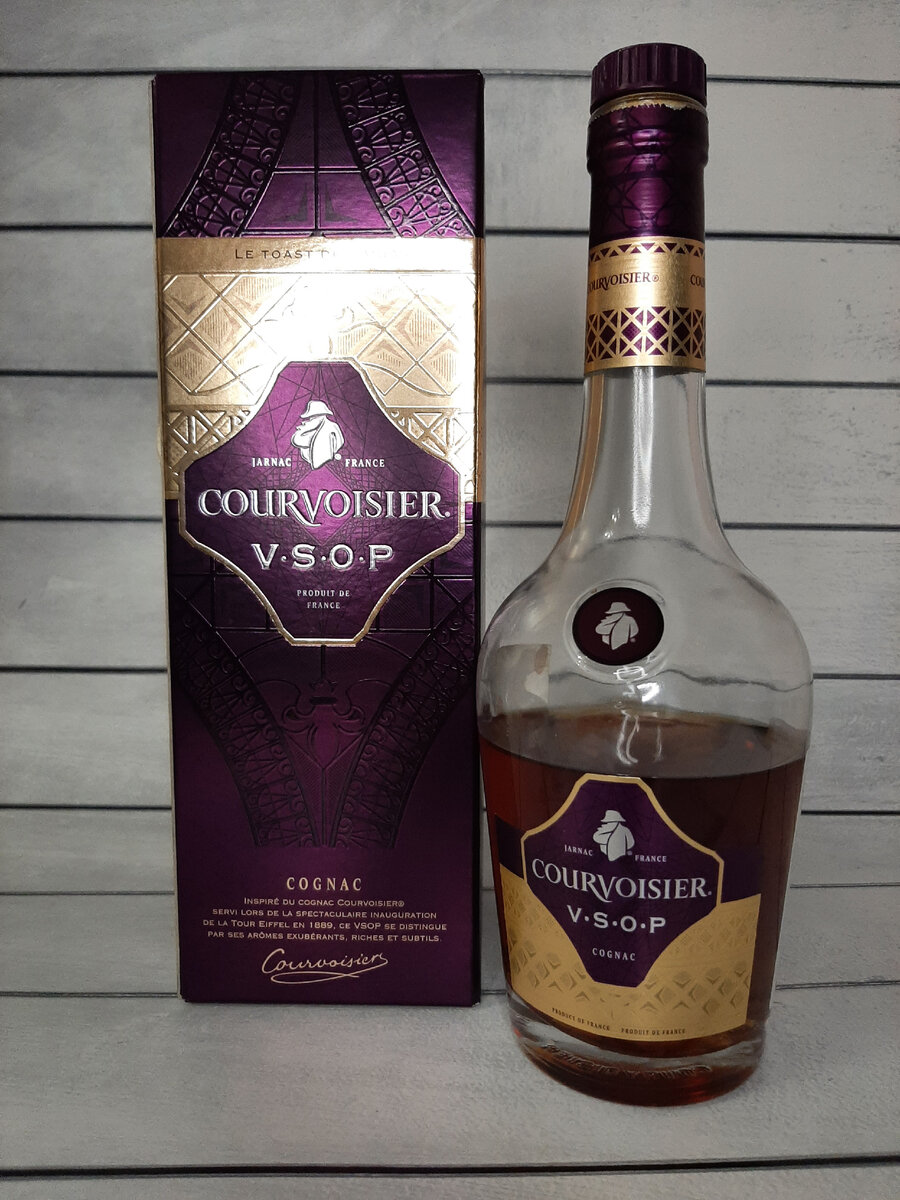 LE TOAST
JARNAC FRANCE
COURVOISIER®
V·S·O·P
PRODUIT DE
FRANCE
COGNAC
INSPIRÉ DU COGNAC COURVOISIER®
SERVI LORS DE LA SPECTACULAIRE INAUGURATION
DE LA TOUR EIFFEL EN 1889, CE VSOP SE DISTINGUE
PAR SES ARÔMES EXUBÉRANTS, RICHES ET SUBTILS.
Courvoisier
COURVOISIER®
JARNAC FRANCE
COURVOISIER®
V·S·O·P
COGNAC
PRODUCT OF FRANCE PRODUIT DE FRANCE